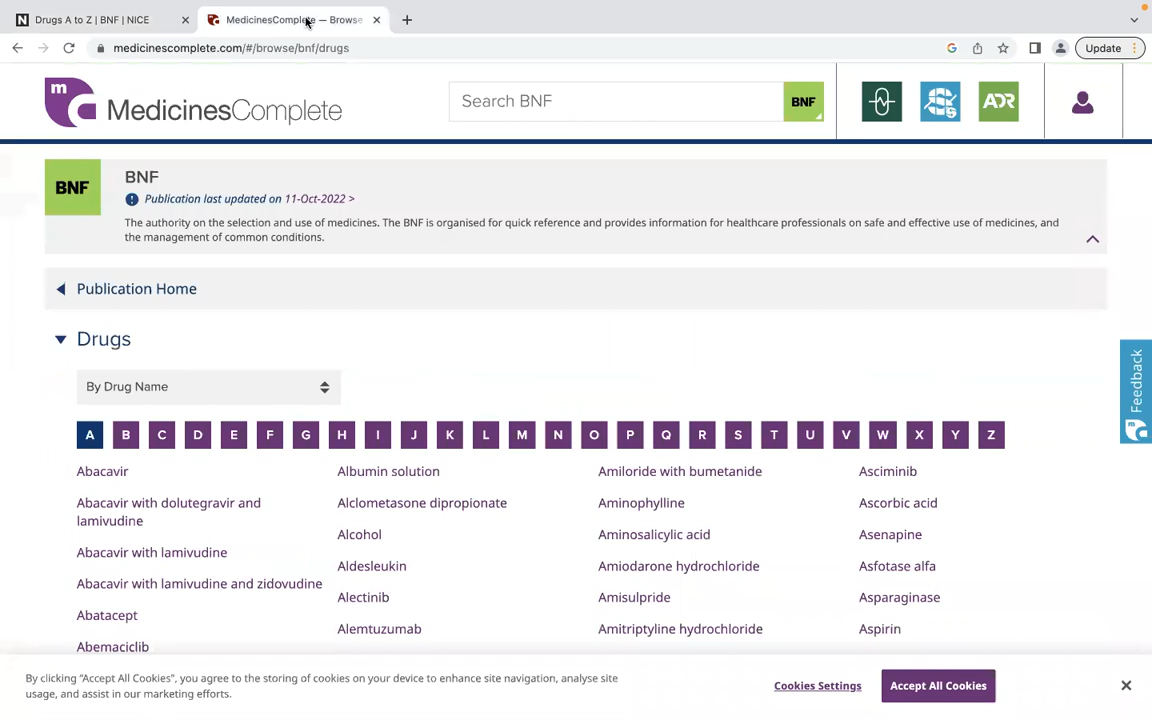 Drugs A to Z | BNF | NICE
MedicinesComplete — Browse
medicinescomplete.com/#/browse/bnf/drugs
Update
MedicinesComplete
Search BNF
BNF
ADR
BNF
BNF
Publication last updated on 11-Oct-2022 >
The authority on the selection and use of medicines. The BNF is organised for quick reference and provides information for healthcare professionals on safe and effective use of medicines, and
the management of common conditions.
Publication Home
Drugs
By Drug Name
A B C D E F G H I J K L M N O P Q R S T U V W X Y Z
Abacavir
Abacavir with dolutegravir and
lamivudine
Abacavir with lamivudine
Abacavir with lamivudine and zidovudine
Abatacept
Abemaciclib
Albumin solution
Alclometasone dipropionate
Alcohol
Aldesleukin
Alectinib
Alemtuzumab
Amiloride with bumetanide
Aminophylline
Aminosalicylic acid
Amiodarone hydrochloride
Amisulpride
Amitriptyline hydrochloride
Asciminib
Ascorbic acid
Asenapine
Asfotase alfa
Asparaginase
Aspirin
Feedback
By clicking “Accept All Cookies”, you agree to the storing of cookies on your device to enhance site navigation, analyse site
usage, and assist in our marketing efforts.
Cookies Settings
Accept All Cookies